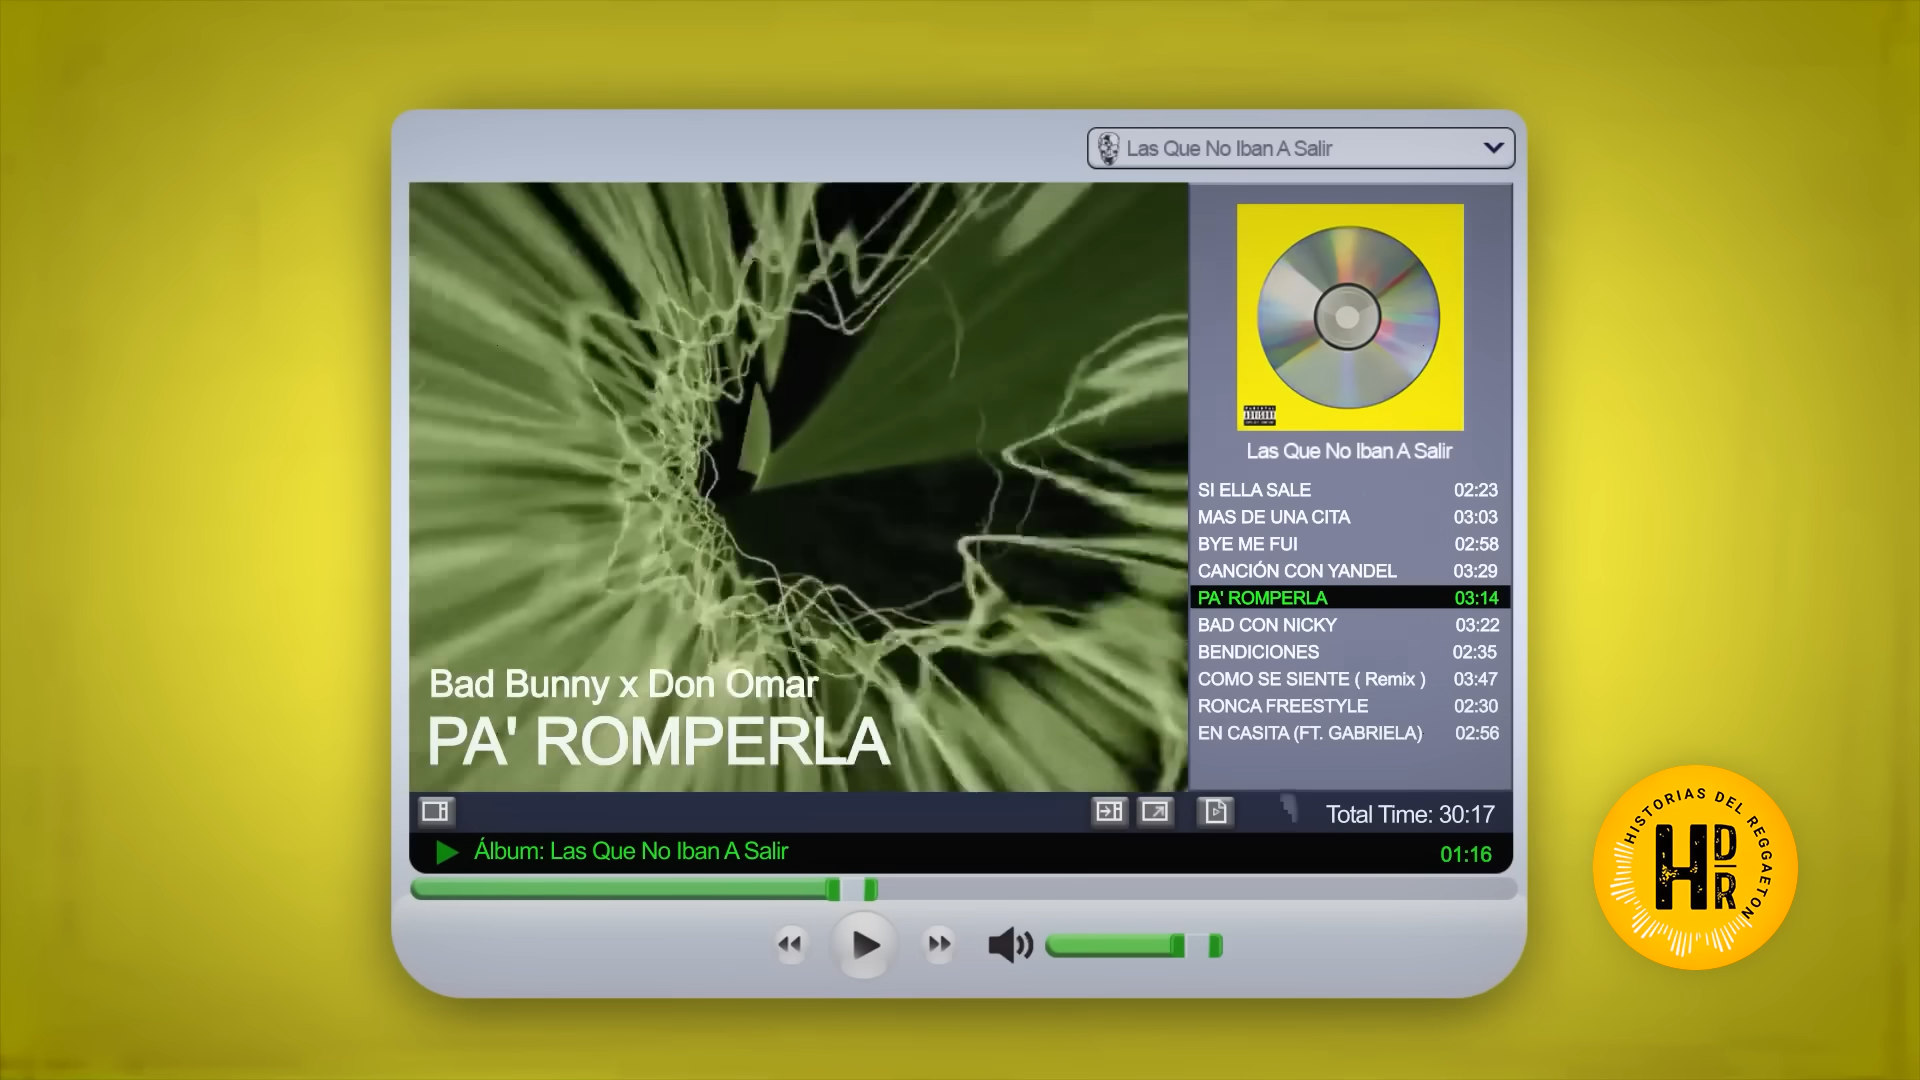 Las Que No Iban A Salir
Las Que No Iban A Salir
SI ELLA SALE 02:23
MAS DE UNA CITA 03:03
BYE ME FUI 02:58
CANCIÓN CON YANDEL 03:29
PA' ROMPERLA 03:14
BAD CON NICKY 03:22
BENDICIONES 02:35
COMO SE SIENTE ( Remix ) 03:47
RONCA FREESTYLE 02:30
EN CASITA (FT. GABRIELA) 02:56
Bad Bunny x Don Omar
PA' ROMPERLA
Total Time: 30:17
Álbum: Las Que No Iban A Salir 01:16
HISTORIAS DEL REGGAETON
HDR